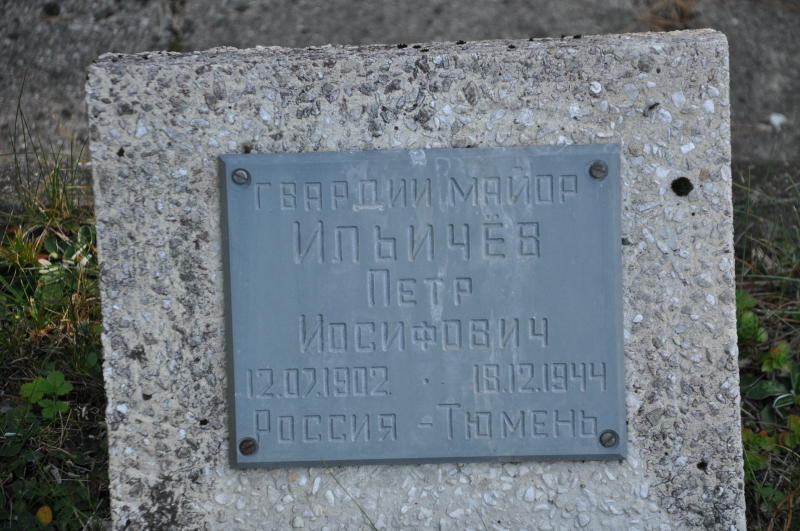 ГВАРДИИ МАЙОР
ИЛЬИЧЁВ
ПЕТР
ИОСИФОВИЧ
12.07.1902 · 18.12.1944
РОССИЯ - ТЮМЕНЬ